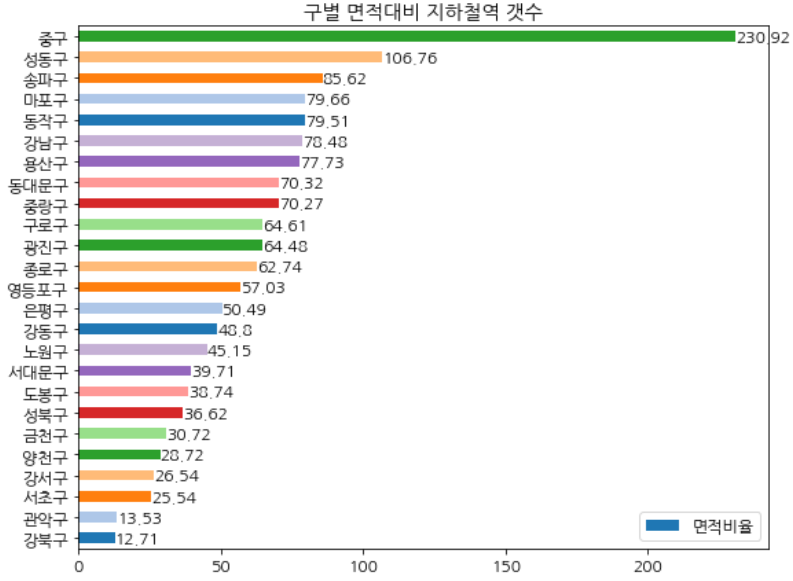 구별 면적대비 지하철역 갯수
중구 230.92
성동구 106.76
송파구 85.62
마포구 79.66
동작구 79.51
강남구 78.48
용산구 77.73
동대문구 70.32
중랑구 70.27
구로구 64.61
광진구 64.48
종로구 62.74
영등포구 57.03
은평구 50.49
강동구 48.8
노원구 45.15
서대문구 39.71
도봉구 38.74
성북구 36.62
금천구 30.72
양천구 28.72
강서구 26.54
서초구 25.54
관악구 13.53
강북구 12.71
면적비율
0 50 100 150 200